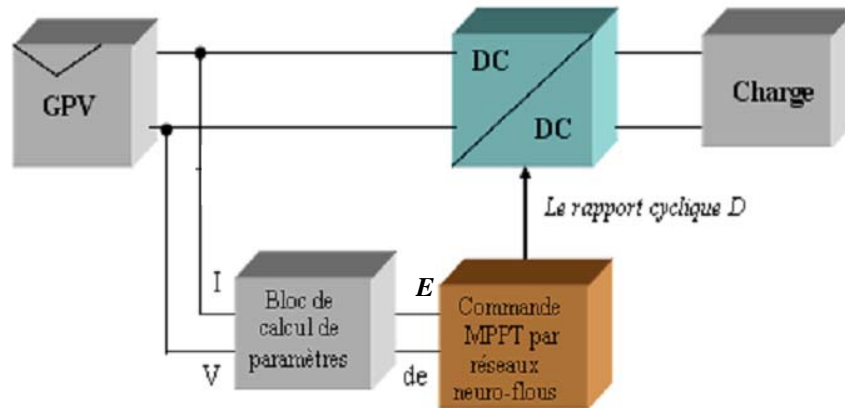 GPV
DC
DC
Charge
Le rapport cyclique D
I
V
Bloc de
calcul de
paramètres
E
de
Commande
MPPT par
réseaux
neuro-flous